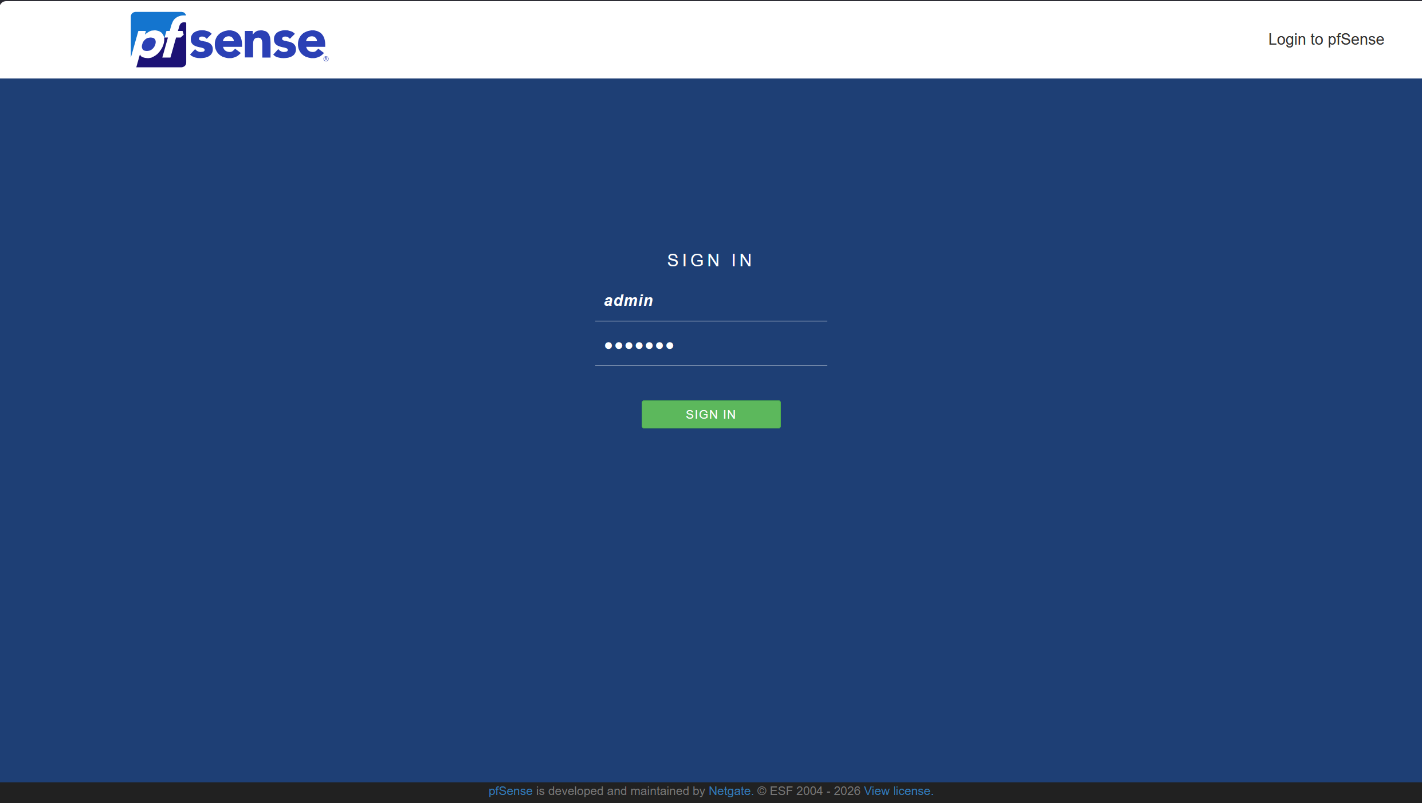 pfsense®
Login to pfSense
SIGN IN
admin
•••••••
SIGN IN
pfSense is developed and maintained by Netgate. © ESF 2004 - 2026 View license.